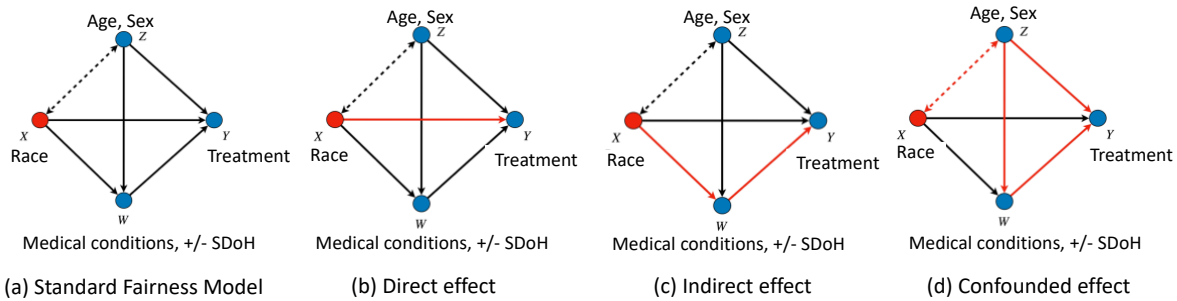 Age, Sex
Z
X
Y
Race
Treatment
W
Medical conditions, +/- SDoH
(a) Standard Fairness Model
Age, Sex
Z
X
Y
Race
Treatment
W
Medical conditions, +/- SDoH
(b) Direct effect
Age, Sex
Z
X
Y
Race
Treatment
W
Medical conditions, +/- SDoH
(c) Indirect effect
Age, Sex
Z
X
Y
Race
Treatment
W
Medical conditions, +/- SDoH
(d) Confounded effect